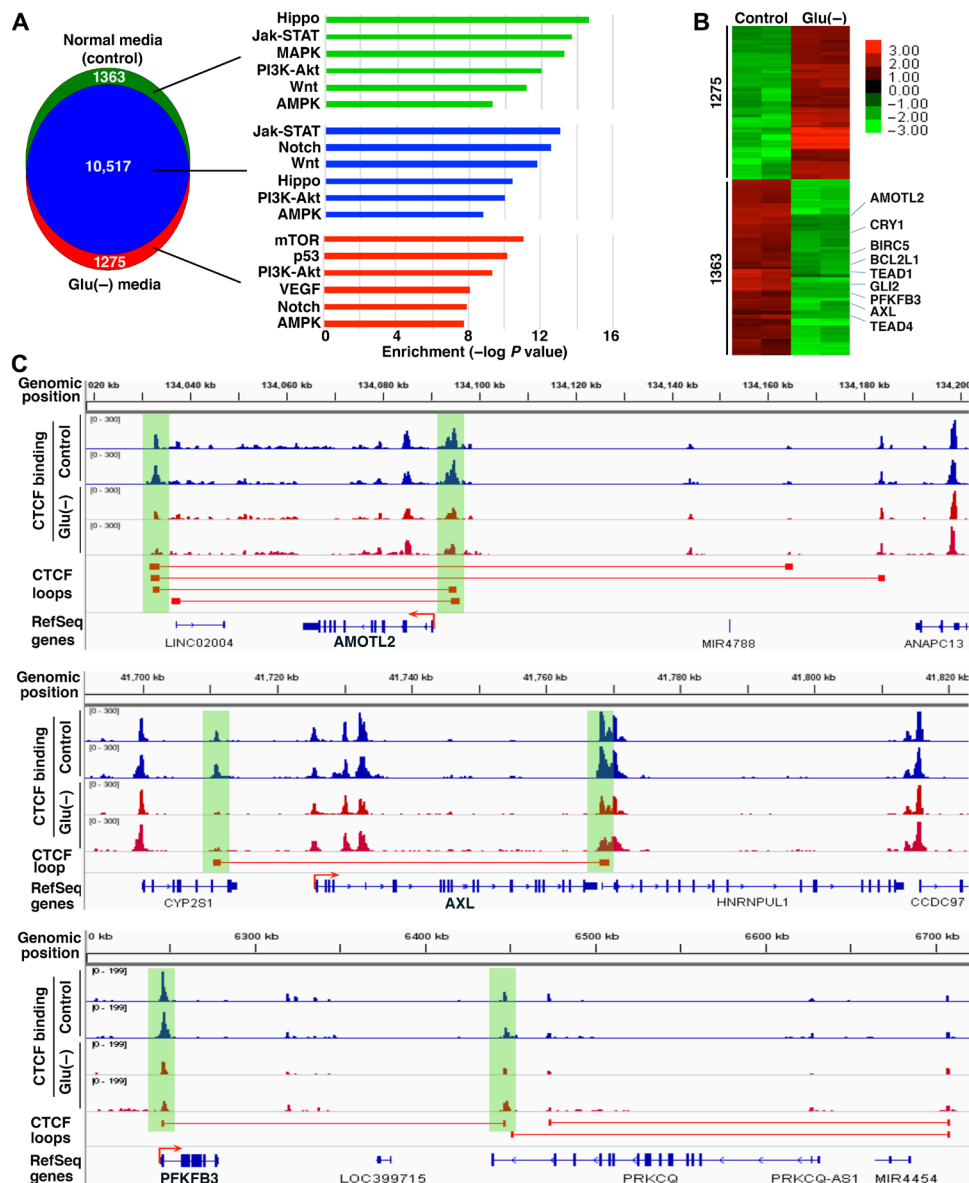 A
Normal media
(control)
1363
10,517
1275
Glu(−) media
Hippo
Jak-STAT
MAPK
PI3K-Akt
Wnt
AMPK
Jak-STAT
Notch
Wnt
Hippo
PI3K-Akt
AMPK
mTOR
p53
PI3K-Akt
VEGF
Notch
AMPK
0 4 8 12 16
Enrichment (−log P value)
B
Control Glu(−)
1275
1363
3.00
2.00
1.00
0.00
-1.00
-2.00
-3.00
AMOTL2
CRY1
BIRC5
BCL2L1
TEAD1
GLI2
PFKFB3
AXL
TEAD4
C
Genomic position
020 kb 134,040 kb 134,060 kb 134,080 kb 134,100 kb 134,120 kb 134,140 kb 134,160 kb 134,180 kb 134,200
CTCF binding
Control
Glu(−)
[0 - 300]
[0 - 300]
[0 - 300]
[0 - 300]
CTCF loops
RefSeq genes
LINC02004 AMOTL2 MIR4788 ANAPC13
Genomic position
41,700 kb 41,720 kb 41,740 kb 41,760 kb 41,780 kb 41,800 kb 41,820 kb
CTCF binding
Control
Glu(−)
[0 - 300]
[0 - 300]
[0 - 300]
[0 - 300]
CTCF loop
RefSeq genes
CYP2S1 AXL HNRNPUL1 CCDC97
Genomic position
0 kb 6300 kb 6400 kb 6500 kb 6600 kb 6700 kb
CTCF binding
Control
Glu(−)
[0 - 199]
[0 - 199]
[0 - 199]
[0 - 199]
CTCF loops
RefSeq genes
PFKFB3 LOC399715 PRKCQ PRKCQ-AS1 MIR4454